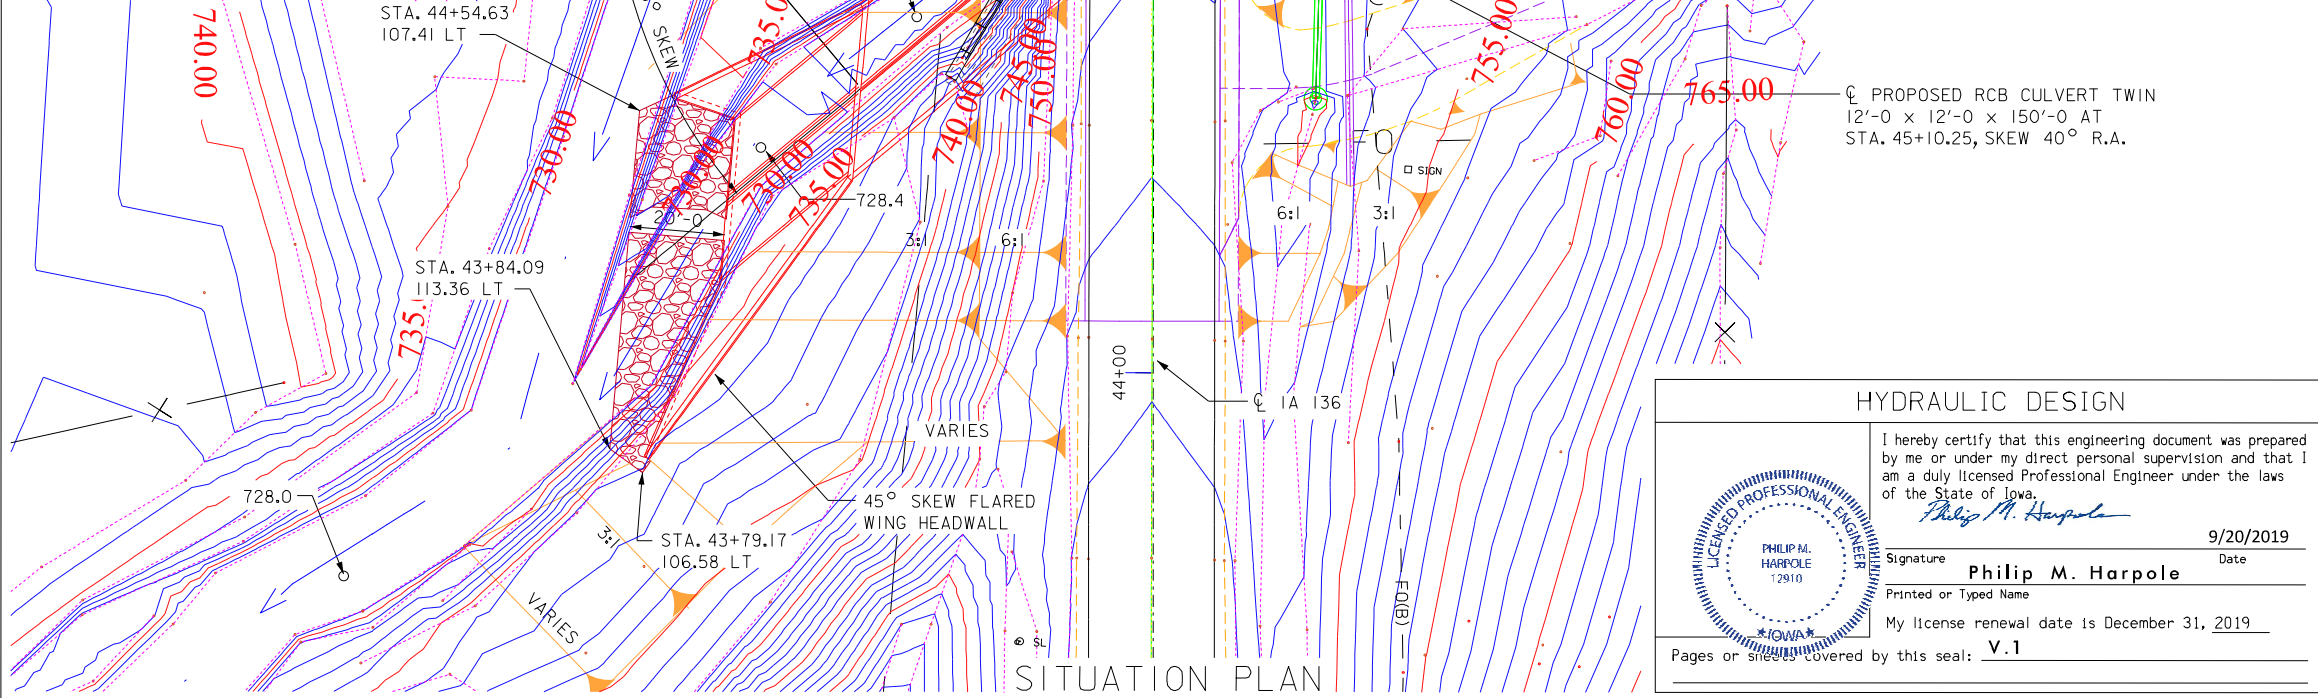 STA. 44+54.63
107.41 LT
740.00
° SKEW
735.0
745.00
750.00
740.00
755.00
760.00
765.00
℄ PROPOSED RCB CULVERT TWIN
12'-0 x 12'-0 x 150'-0 AT
STA. 45+10.25, SKEW 40° R.A.
730.00
730.00
730.00
735.00
728.4
20'-0
SIGN
3:1
6:1
6:1
3:1
STA. 43+84.09
113.36 LT
735.
44+00
℄ IA 136
VARIES
728.0
45° SKEW FLARED
WING HEADWALL
3:1
STA. 43+79.17
106.58 LT
VARIES
FO(B)
SL
SITUATION PLAN
HYDRAULIC DESIGN
I hereby certify that this engineering document was prepared
by me or under my direct personal supervision and that I
am a duly licensed Professional Engineer under the laws
of the State of Iowa.
Philip M. Harpole
9/20/2019
Signature
Date
Philip M. Harpole
Printed or Typed Name
My license renewal date is December 31, 2019
Pages or sheets covered by this seal: V.1
LICENSED PROFESSIONAL ENGINEER
PHILIP M.
HARPOLE
12910
★IOWA★